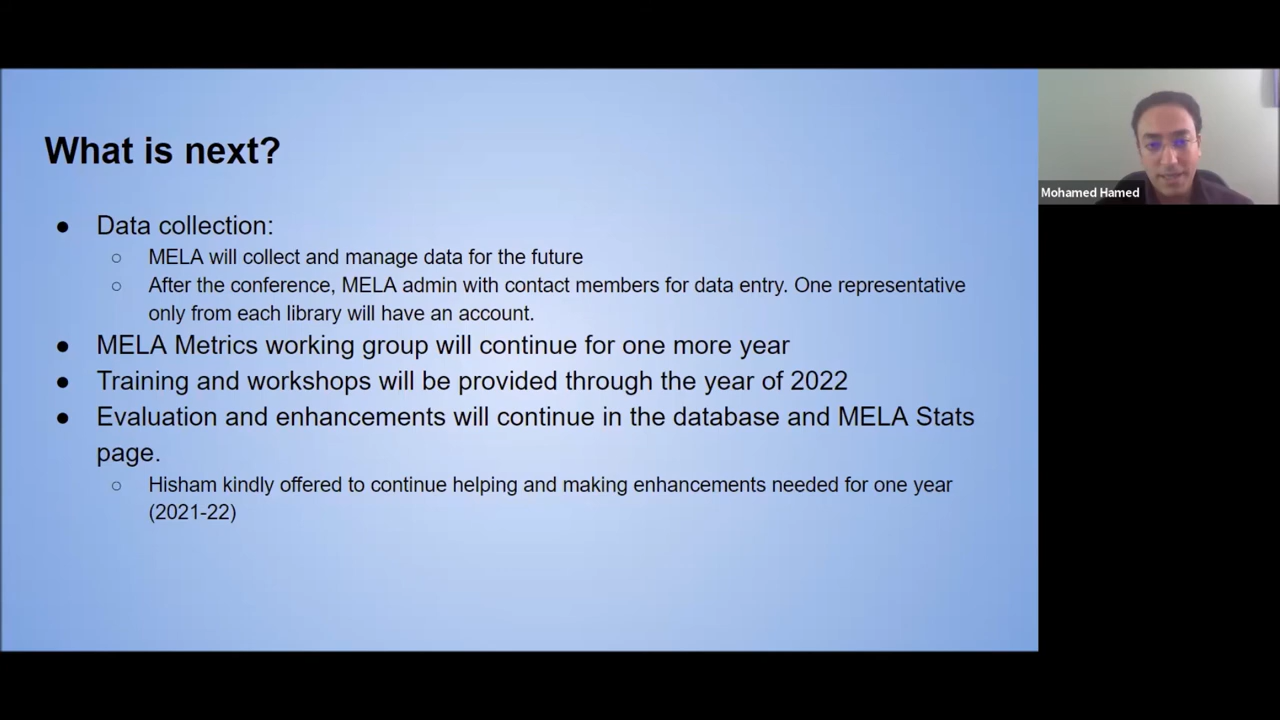 What is next?
● Data collection:
○ MELA will collect and manage data for the future
○ After the conference, MELA admin with contact members for data entry. One representative
only from each library will have an account.
● MELA Metrics working group will continue for one more year
● Training and workshops will be provided through the year of 2022
● Evaluation and enhancements will continue in the database and MELA Stats
page.
○ Hisham kindly offered to continue helping and making enhancements needed for one year
(2021-22)
Mohamed Hamed